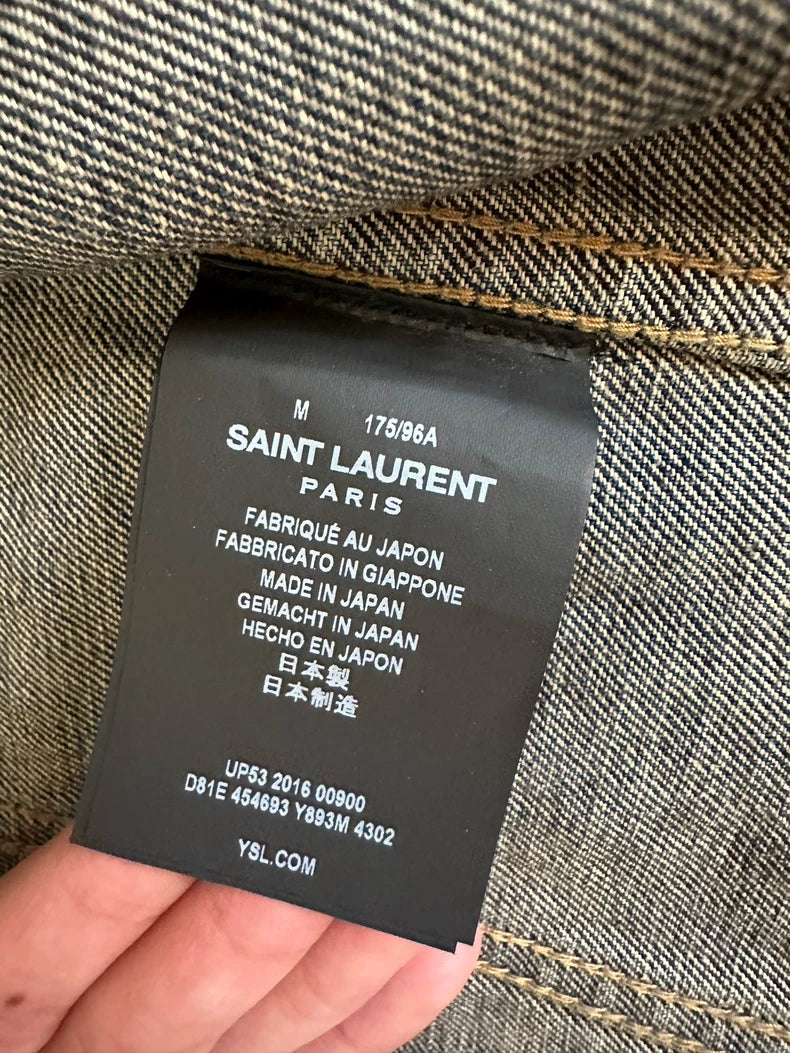 M 175/96A
SAINT LAURENT
PARIS
FABRIQUÉ AU JAPON
FABBRICATO IN GIAPPONE
MADE IN JAPAN
GEMACHT IN JAPAN
HECHO EN JAPON
日本製
日本制造
UP53 2016 00900
D81E 454693 Y893M 4302
YSL.COM